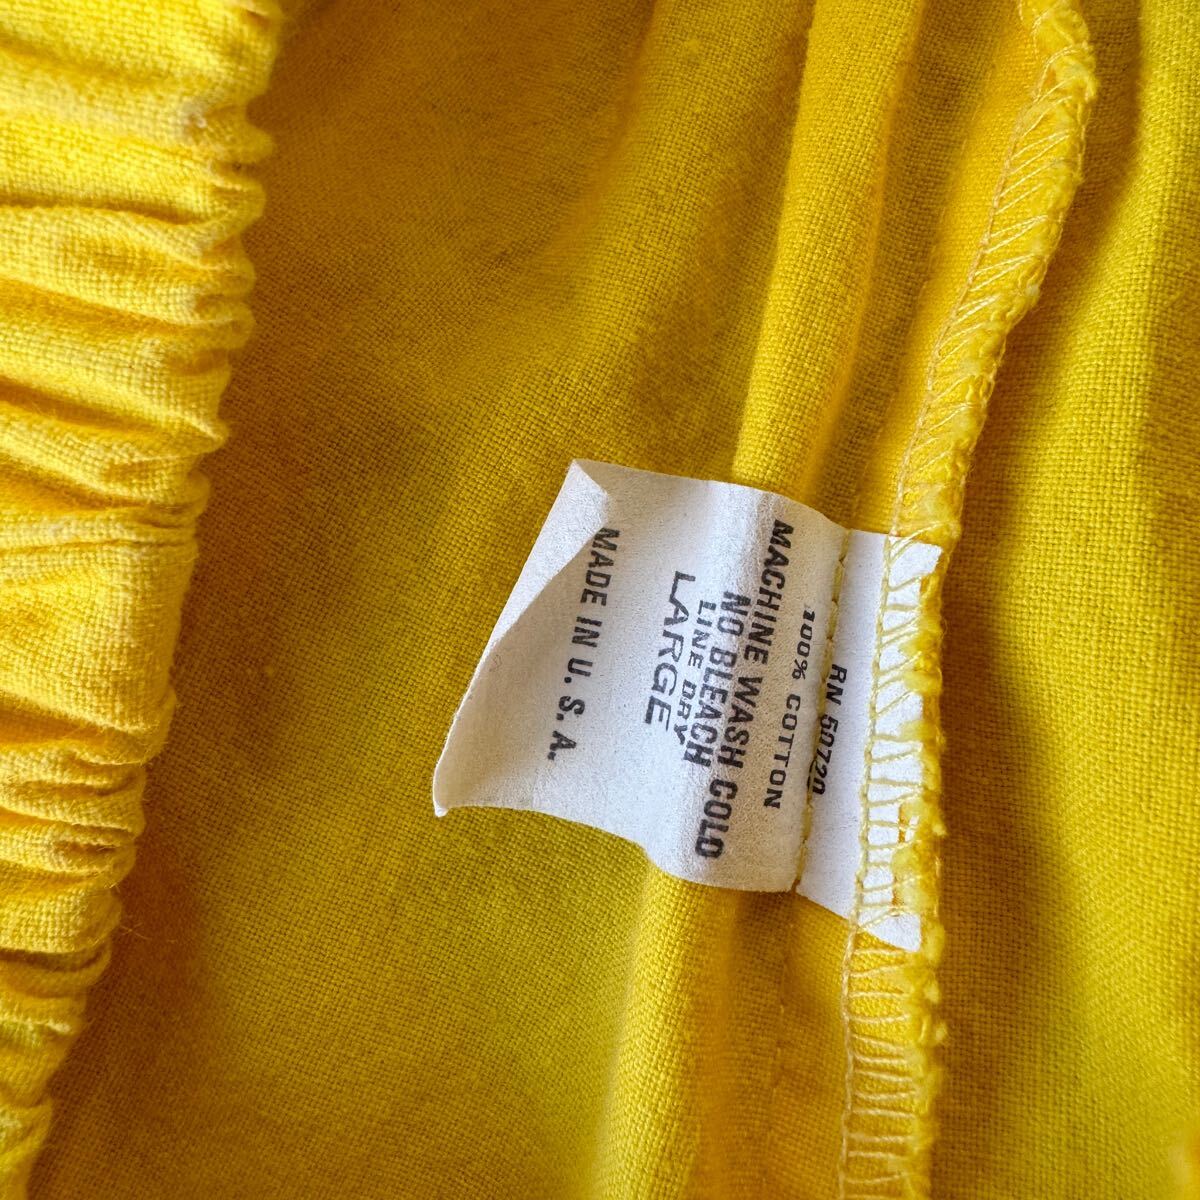 RN 50720
100% COTTON
MACHINE WASH COLD
NO BLEACH
LINE DRY
LARGE
MADE IN U.S.A.